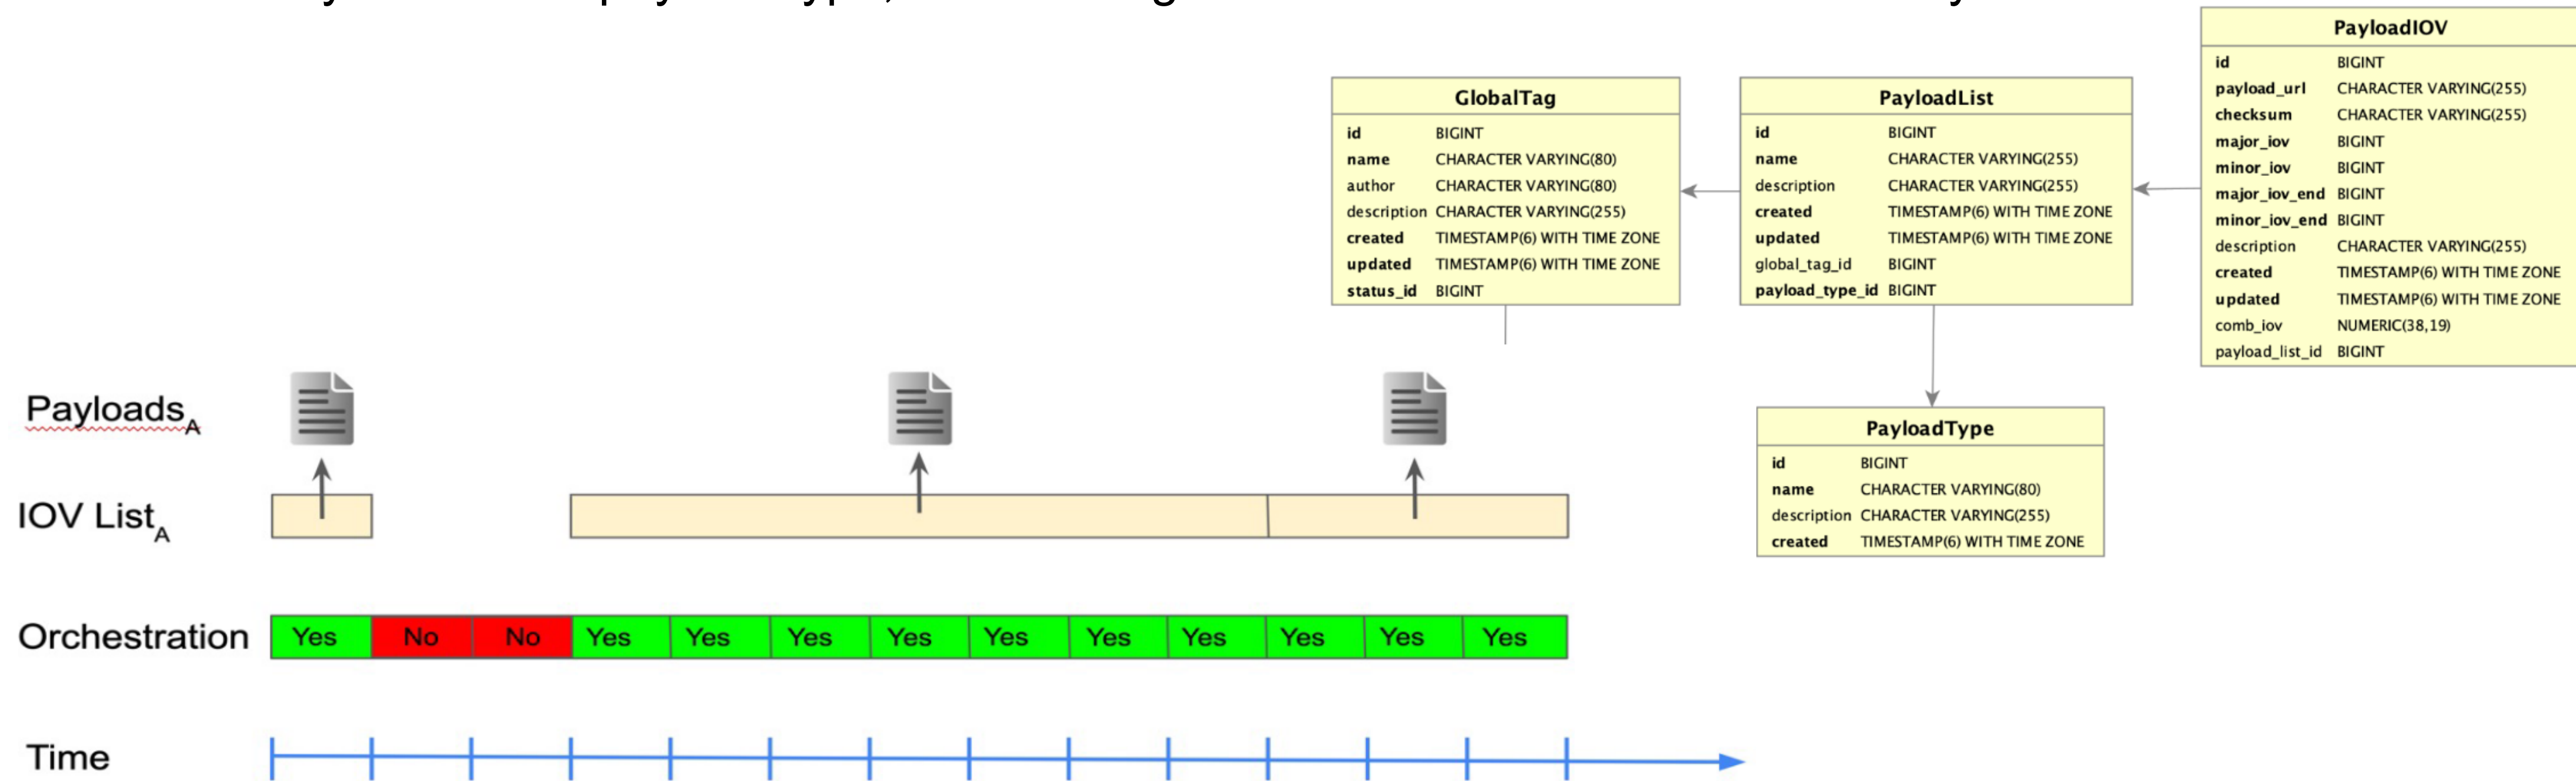 PayloadIOV
id BIGINT
payload_url CHARACTER VARYING(255)
checksum CHARACTER VARYING(255)
major_iov BIGINT
minor_iov BIGINT
major_iov_end BIGINT
minor_iov_end BIGINT
description CHARACTER VARYING(255)
created TIMESTAMP(6) WITH TIME ZONE
updated TIMESTAMP(6) WITH TIME ZONE
comb_iov NUMERIC(38,19)
payload_list_id BIGINT
GlobalTag
id BIGINT
name CHARACTER VARYING(80)
author CHARACTER VARYING(80)
description CHARACTER VARYING(255)
created TIMESTAMP(6) WITH TIME ZONE
updated TIMESTAMP(6) WITH TIME ZONE
status_id BIGINT
PayloadList
id BIGINT
name CHARACTER VARYING(255)
description CHARACTER VARYING(255)
created TIMESTAMP(6) WITH TIME ZONE
updated TIMESTAMP(6) WITH TIME ZONE
global_tag_id BIGINT
payload_type_id BIGINT
PayloadType
id BIGINT
name CHARACTER VARYING(80)
description CHARACTER VARYING(255)
created TIMESTAMP(6) WITH TIME ZONE
Payloads A
IOV List A
Orchestration Yes No No Yes Yes Yes Yes Yes Yes Yes Yes Yes Yes
Time